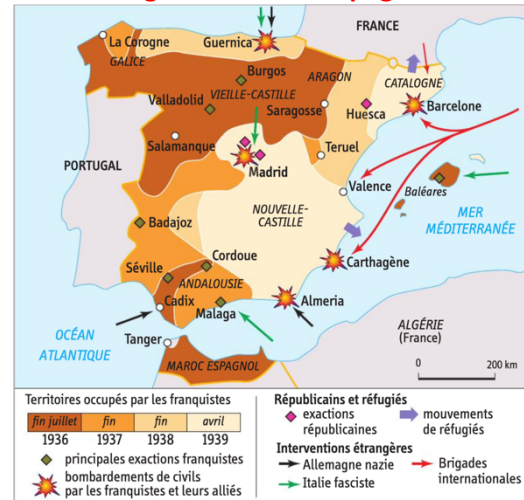 FRANCE
La Corogne
Guernica
GALICE
Burgos
ARAGON
CATALOGNE
VIEILLE-CASTILLE
Valladolid
Saragosse
Huesca
Barcelone
Salamanque
Teruel
Madrid
PORTUGAL
Valence
Baléares
NOUVELLE-
CASTILLE
MER
MÉDITERRANÉE
Badajoz
Cordoue
Carthagène
Séville
ANDALOUSIE
Cadix
Malaga
Almeria
OCÉAN
ATLANTIQUE
Tanger
ALGÉRIE
(France)
MAROC ESPAGNOL
0 200 km
Territoires occupés par les franquistes
fin juillet fin fin avril
1936 1937 1938 1939
principales exactions franquistes
bombardements de civils
par les franquistes et leurs alliés
Républicains et réfugiés
exactions
républicaines
mouvements
de réfugiés
Interventions étrangères
Allemagne nazie
Italie fasciste
Brigades
internationales